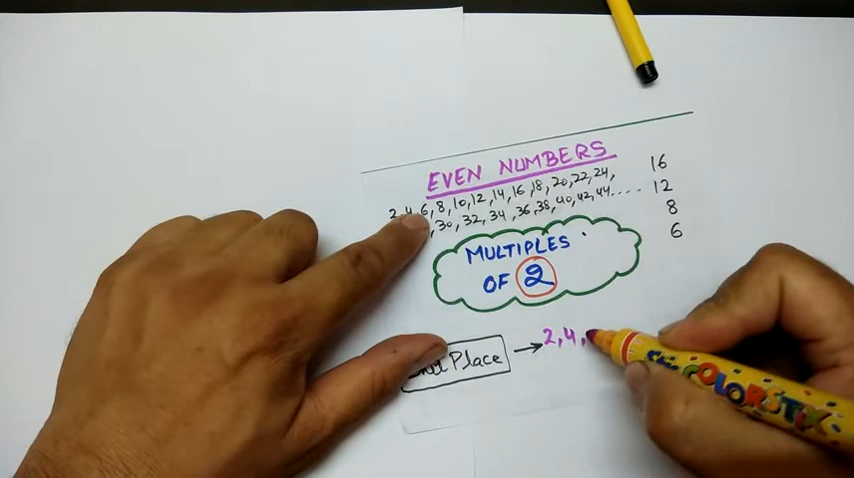 EVEN NUMBERS
2,4,6,8,10,12,14,16,18,20,22,24,
,30,32,34,36,38,40,42,44....
16
12
8
6
MULTIPLES
OF 2
Place → 2,4,
COLORSTIX